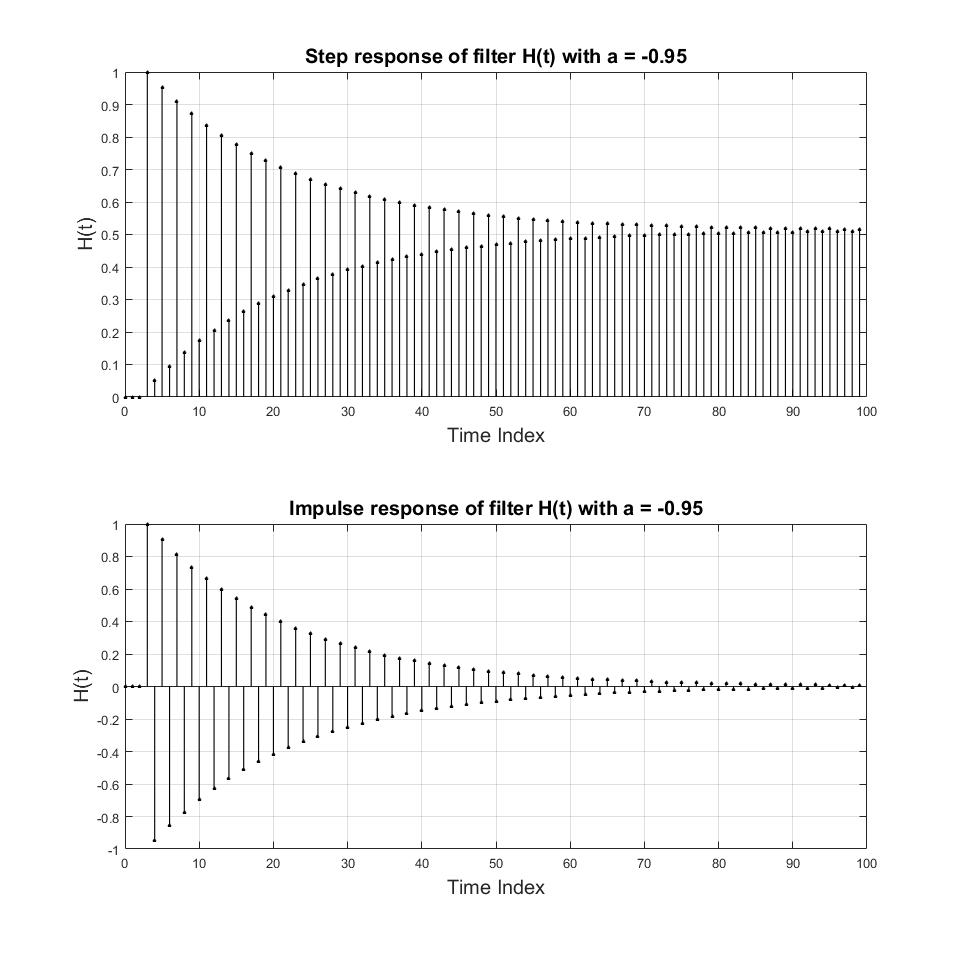 Step response of filter H(t) with a = -0.95
1
0.9
0.8
0.7
0.6
0.5
0.4
0.3
0.2
0.1
0
H(t)
0 10 20 30 40 50 60 70 80 90 100
Time Index
Impulse response of filter H(t) with a = -0.95
1
0.8
0.6
0.4
0.2
0
-0.2
-0.4
-0.6
-0.8
-1
H(t)
0 10 20 30 40 50 60 70 80 90 100
Time Index